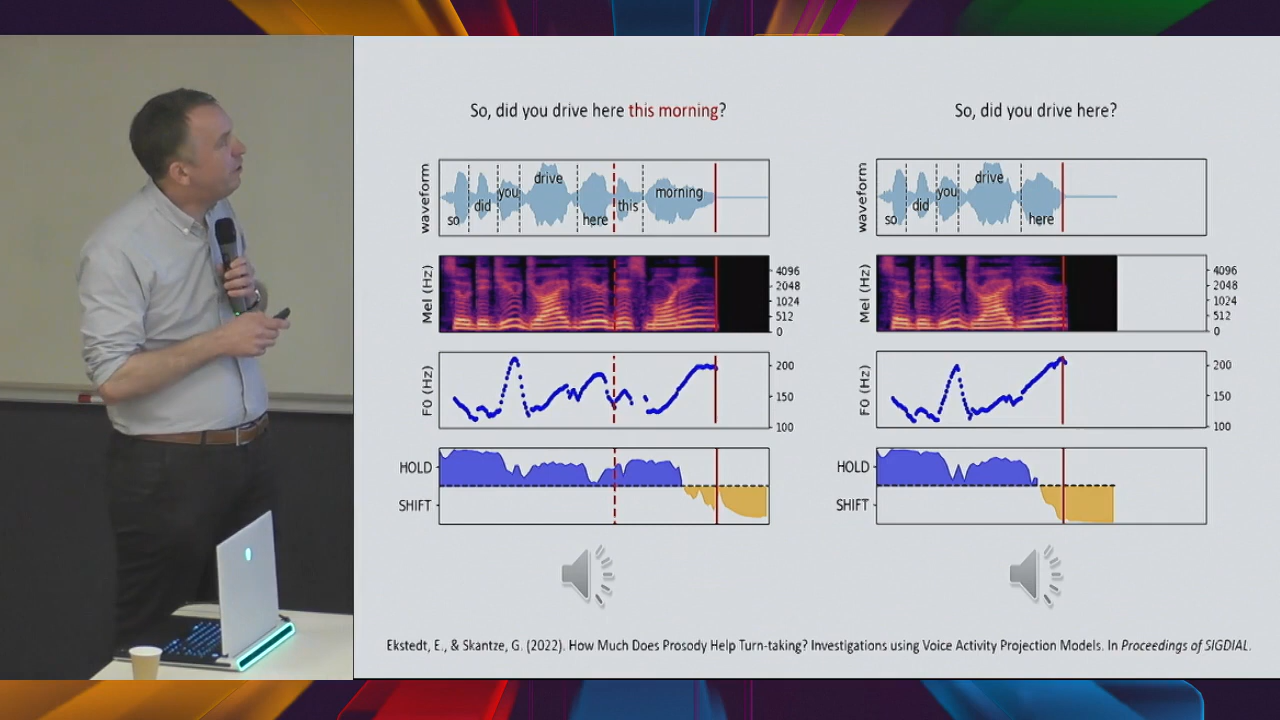 So, did you drive here this morning?
waveform
so
did
you
drive
here
this
morning
Mel (Hz)
4096
2048
1024
512
0
F0 (Hz)
200
150
100
HOLD
SHIFT
So, did you drive here?
waveform
so
did
you
drive
here
Mel (Hz)
4096
2048
1024
512
0
F0 (Hz)
200
150
100
HOLD
SHIFT
Ekstedt, E., & Skantze, G. (2022). How Much Does Prosody Help Turn-taking? Investigations using Voice Activity Projection Models. In Proceedings of SIGDIAL.